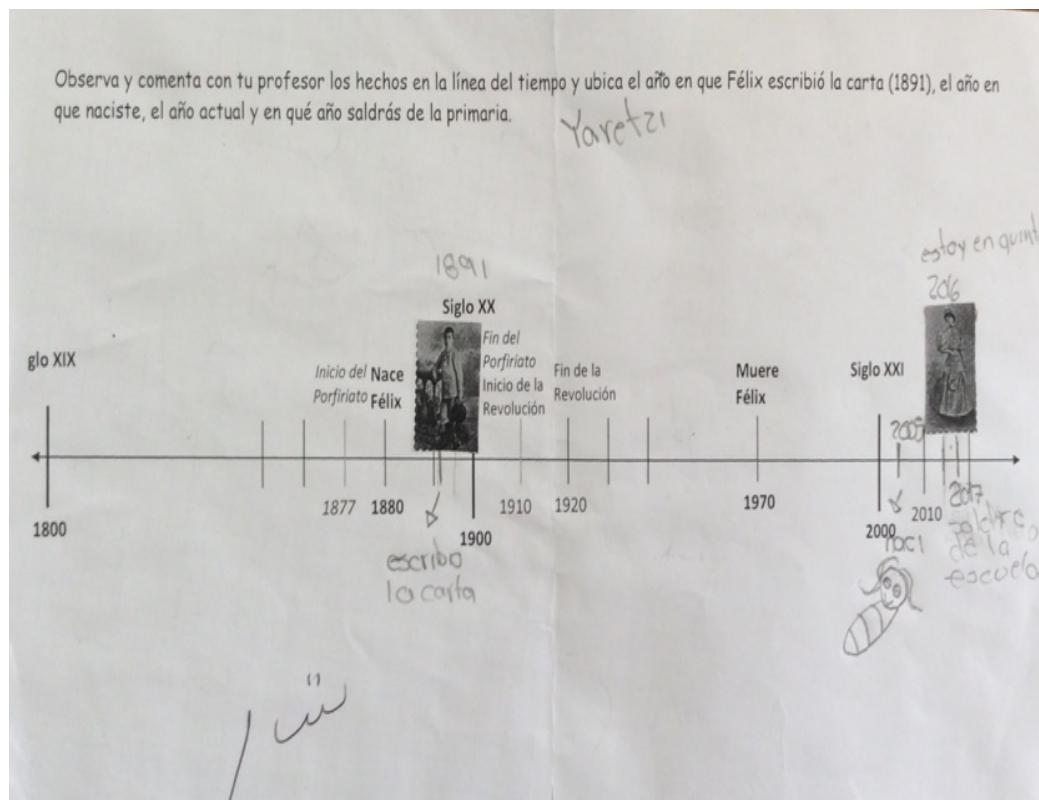 Observa y comenta con tu profesor los hechos en la línea del tiempo y ubica el año en que Félix escribió la carta (1891), el año en
que naciste, el año actual y en qué año saldrás de la primaria.
Yaretzi
estoy en quint
1891
2016
Siglo XX
glo XIX
Inicio del
Porfiriato
Nace
Félix
Fin del
Porfiriato
Inicio de la
Revolución
Fin de la
Revolución
Muere
Félix
Siglo XXI
1800
1877
1880
1900
1910
1920
1970
2000
2010
2017
escribo
la carta
naci
de la
escuela